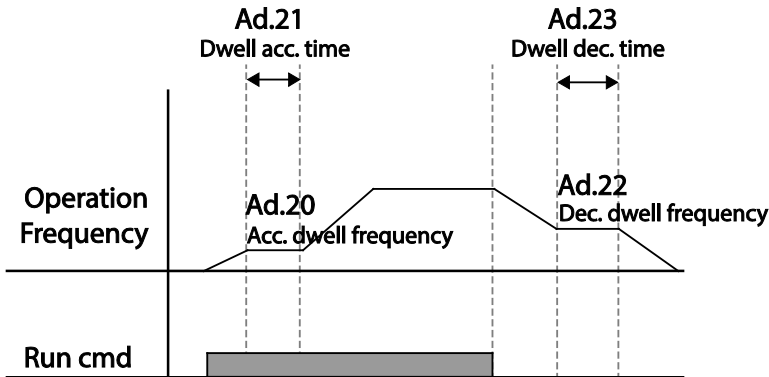 Ad.21
Dwell acc. time
Ad.23
Dwell dec. time
Operation
Frequency
Ad.20
Acc. dwell frequency
Ad.22
Dec. dwell frequency
Run cmd